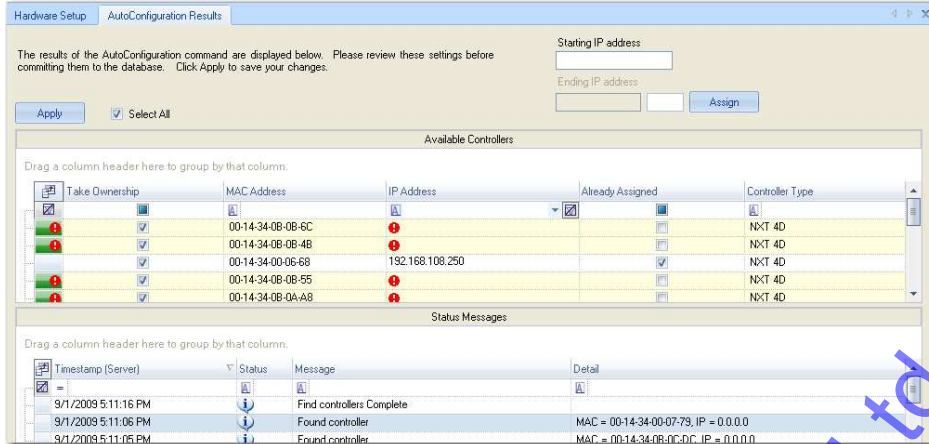 Hardware Setup AutoConfiguration Results
The results of the AutoConfiguration command are displayed below. Please review these settings before
committing them to the database. Click Apply to save your changes.
Starting IP address
Ending IP address
Assign
Apply Select All
Available Controllers
Drag a column header here to group by that column.
Take Ownership MAC Address IP Address Already Assigned Controller Type
00-14-34-0B-0B-6C NXT 4D
00-14-34-0B-0B-4B NXT 4D
00-14-34-00-06-68 192.168.108.250 NXT 4D
00-14-34-0B-0B-55 NXT 4D
00-14-34-0B-0A-A8 NXT 4D
Status Messages
Drag a column header here to group by that column.
Timestamp (Server) Status Message Detail
=
9/1/2009 5:11:16 PM Find controllers Complete
9/1/2009 5:11:06 PM Found controller MAC = 00-14-34-00-07-79, IP = 0.0.0.0
9/1/2009 5:11:05 PM Found controller MAC = 00-14-34-0B-0C-DC, IP = 0.0.0.0
td